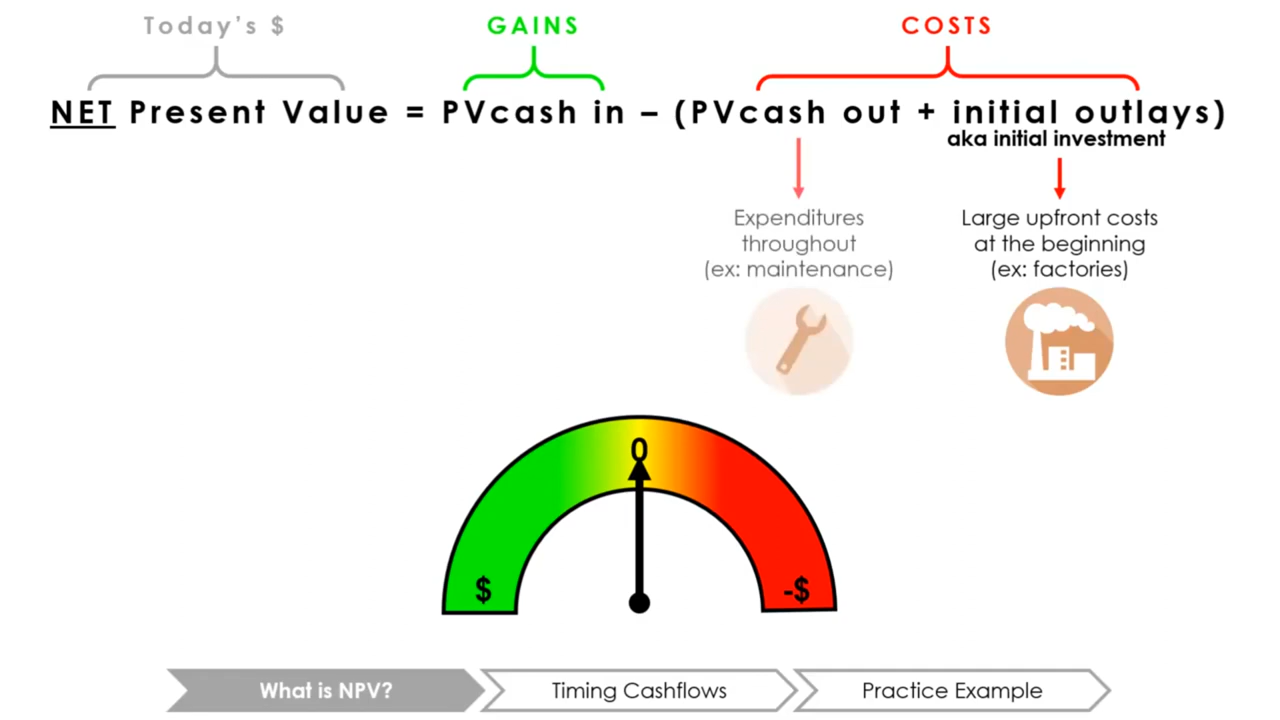 Today's $
GAINS
COSTS
NET Present Value = PVcash in – (PVcash out + initial outlays)
aka initial investment
Expenditures
throughout
(ex: maintenance)
Large upfront costs
at the beginning
(ex: factories)
0
$
-$
What is NPV?
Timing Cashflows
Practice Example